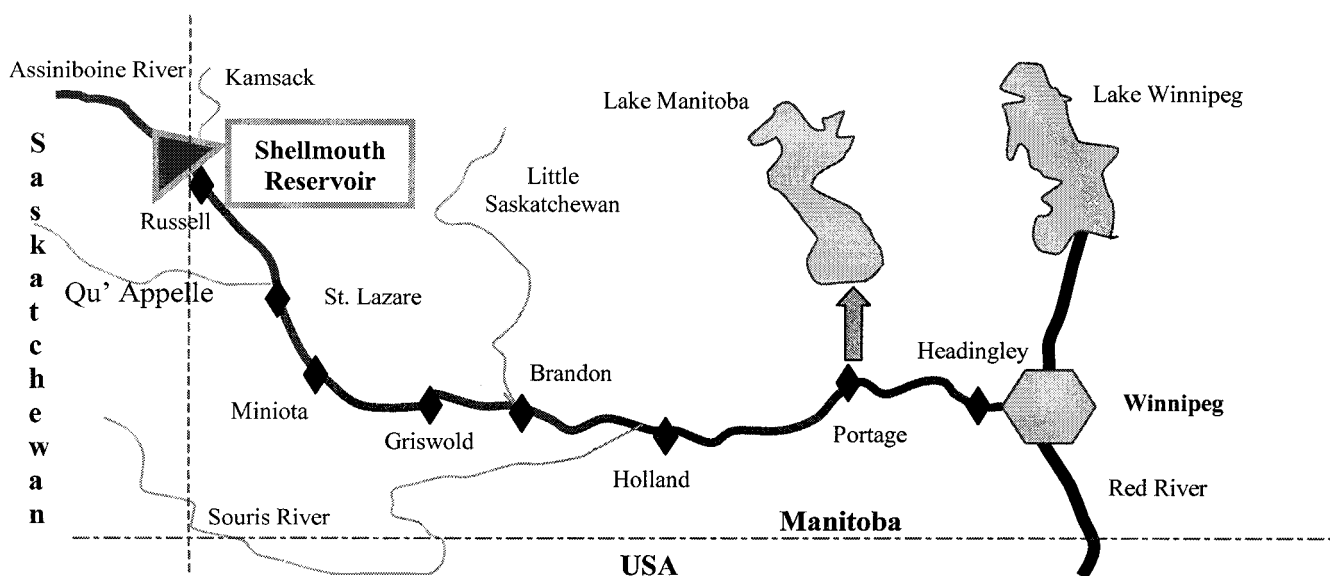 Assiniboine River
Kamsack
Lake Manitoba
Lake Winnipeg
Saskatchewan
Shellmouth
Reservoir
Little
Saskatchewan
Russell
Qu’ Appelle
St. Lazare
Headingley
Brandon
Miniota
Winnipeg
Griswold
Portage
Holland
Red River
Souris River
Manitoba
USA